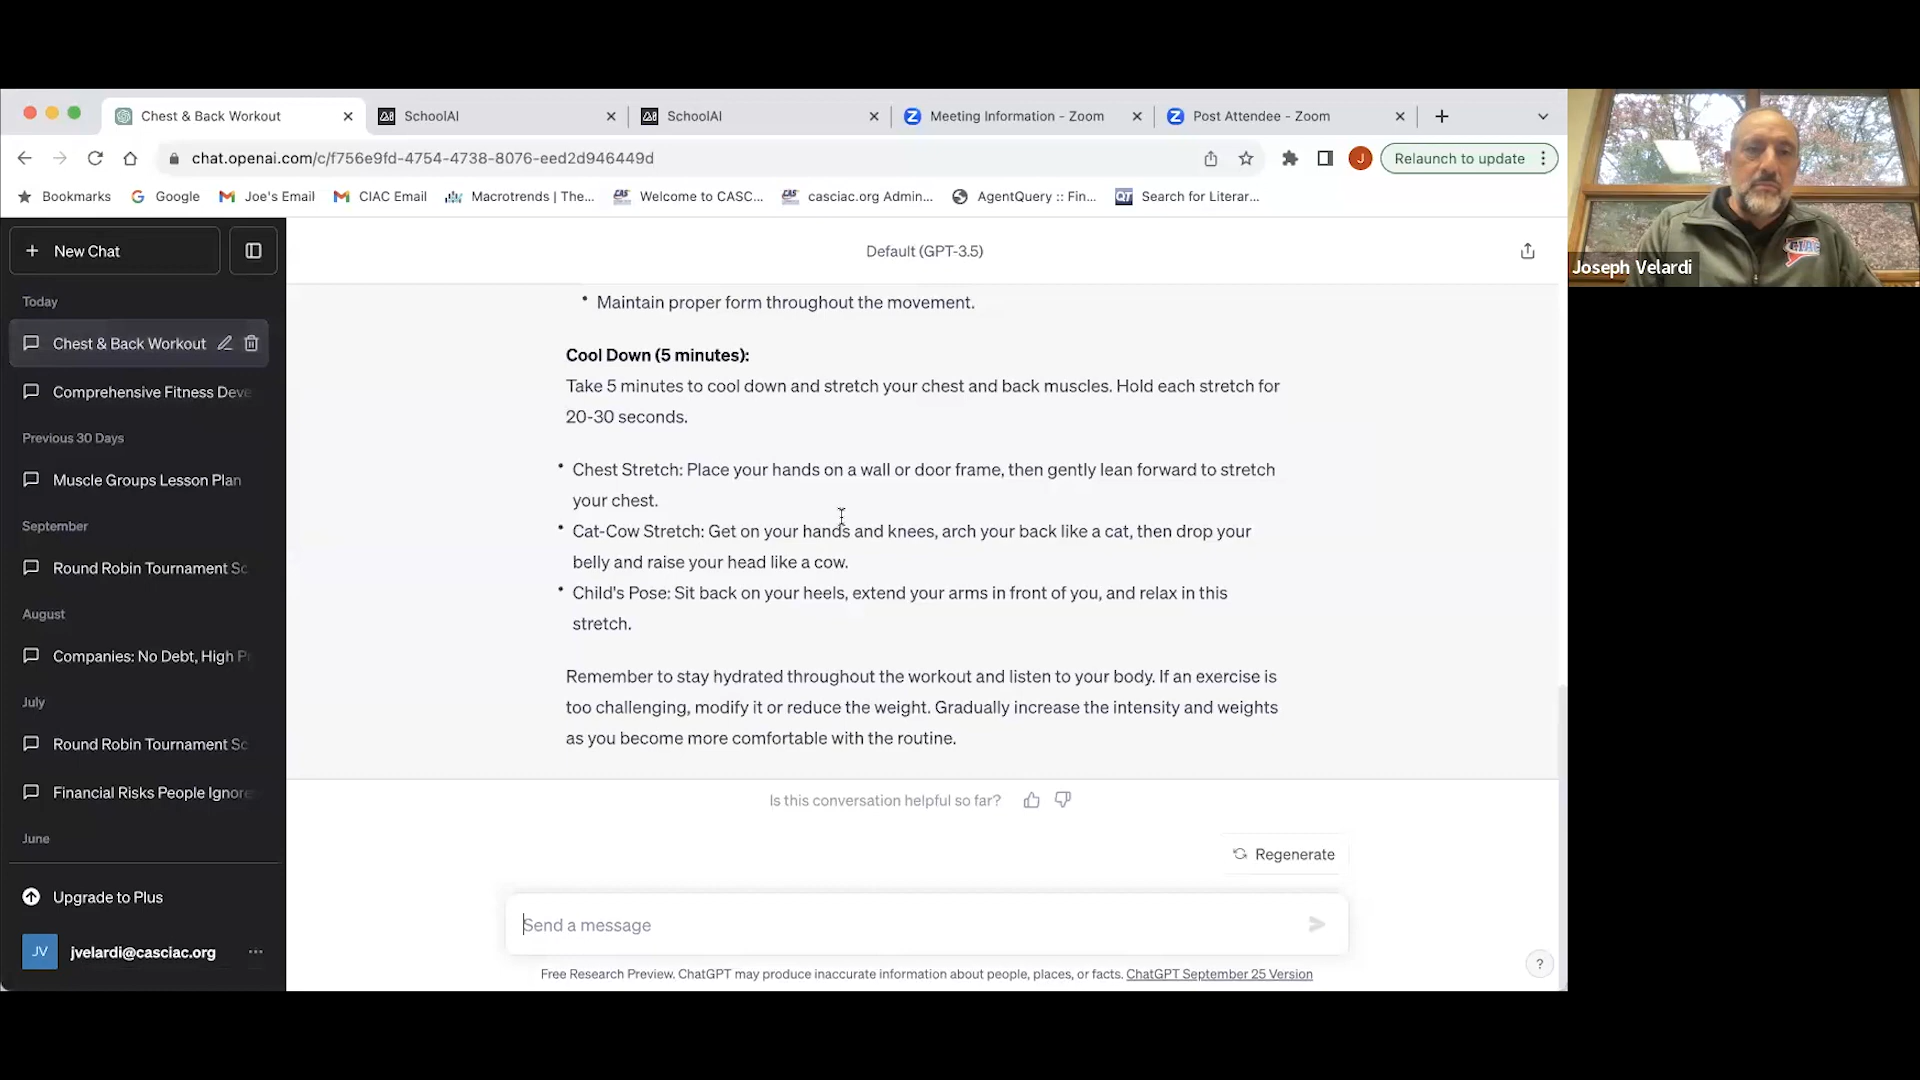 Chest & Back Workout
SchoolAI
SchoolAI
Meeting Information - Zoom
Post Attendee - Zoom
chat.openai.com/c/f756e9fd-4754-4738-8076-eed2d946449d
J
Relaunch to update
Bookmarks
Google
Joe's Email
CIAC Email
Macrotrends | The...
Welcome to CASC...
casciac.org Admin...
AgentQuery :: Fin...
QT
Search for Literar...
New Chat
Today
Chest & Back Workout
Comprehensive Fitness Deve
Previous 30 Days
Muscle Groups Lesson Plan
September
Round Robin Tournament Sc
August
Companies: No Debt, High P
July
Round Robin Tournament Sc
Financial Risks People Ignore
June
Upgrade to Plus
JV
jvelardi@casciac.org
Default (GPT-3.5)
• Maintain proper form throughout the movement.
Cool Down (5 minutes):
Take 5 minutes to cool down and stretch your chest and back muscles. Hold each stretch for
20-30 seconds.
• Chest Stretch: Place your hands on a wall or door frame, then gently lean forward to stretch
your chest.
• Cat-Cow Stretch: Get on your hands and knees, arch your back like a cat, then drop your
belly and raise your head like a cow.
• Child's Pose: Sit back on your heels, extend your arms in front of you, and relax in this
stretch.
Remember to stay hydrated throughout the workout and listen to your body. If an exercise is
too challenging, modify it or reduce the weight. Gradually increase the intensity and weights
as you become more comfortable with the routine.
Is this conversation helpful so far?
Regenerate
Send a message
Free Research Preview. ChatGPT may produce inaccurate information about people, places, or facts. ChatGPT September 25 Version
?
CIAC
Joseph Velardi